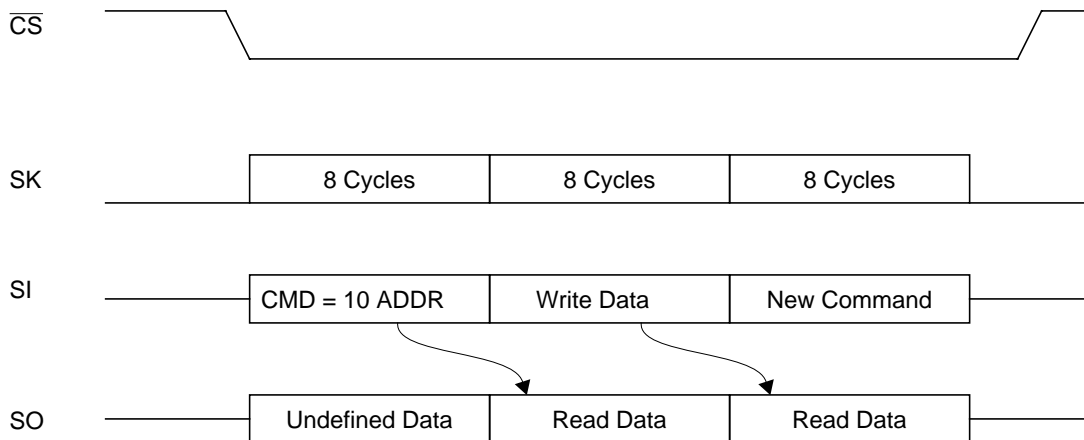 C̅S̅
SK 8 Cycles 8 Cycles 8 Cycles
SI CMD = 10 ADDR Write Data New Command
SO Undefined Data Read Data Read Data